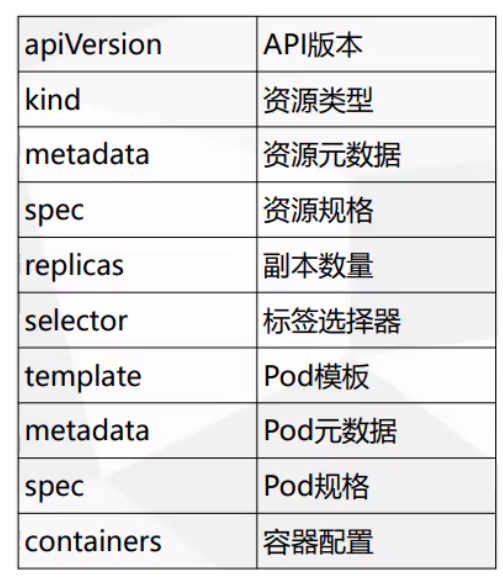 apiVersion API版本
kind 资源类型
metadata 资源元数据
spec 资源规格
replicas 副本数量
selector 标签选择器
template Pod模板
metadata Pod元数据
spec Pod规格
containers 容器配置